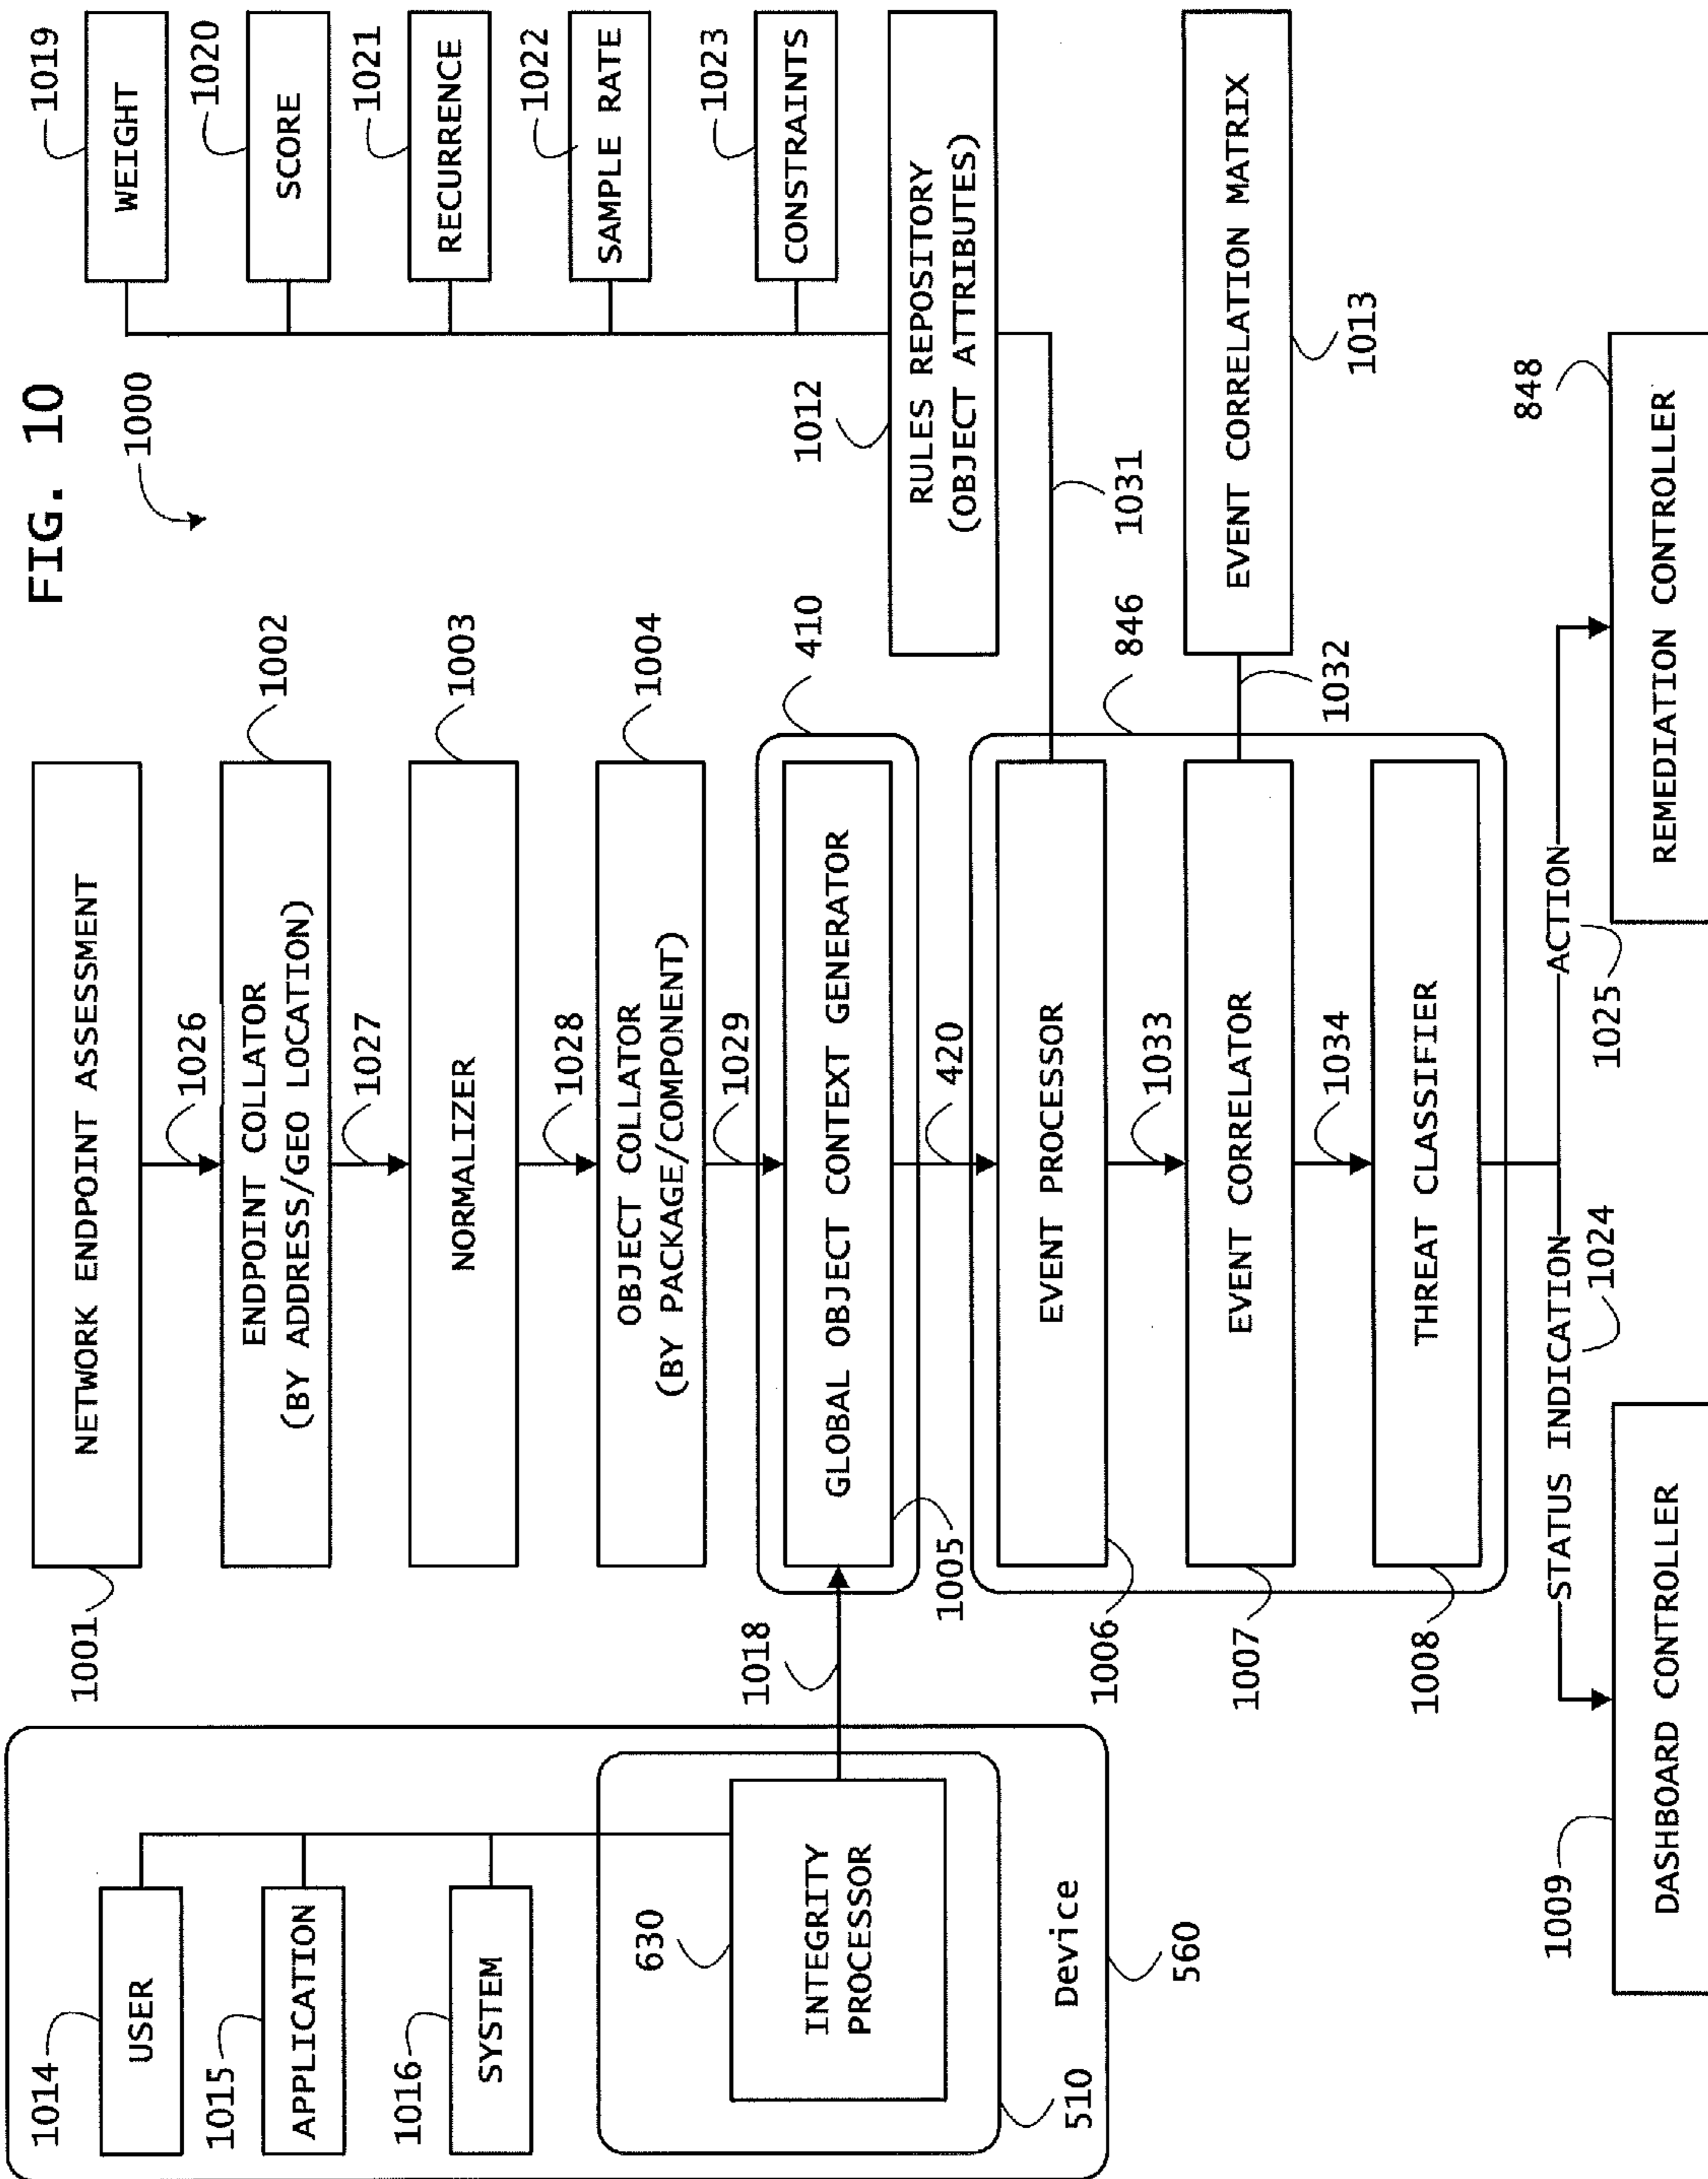 FIG. 10
1000
USER
1014
APPLICATION
1015
SYSTEM
1016
630
INTEGRITY
PROCESSOR
510
Device
560
1018
NETWORK ENDPOINT ASSESSMENT
1001
1026
ENDPOINT COLLATOR
(BY ADDRESS/GEO LOCATION)
1002
1027
NORMALIZER
1003
1028
OBJECT COLLATOR
(BY PACKAGE/COMPONENT)
1004
1029
410
GLOBAL OBJECT CONTEXT GENERATOR
1005
420
846
EVENT PROCESSOR
1006
1033
EVENT CORRELATOR
1007
1034
THREAT CLASSIFIER
1008
WEIGHT
1019
SCORE
1020
RECURRENCE
1021
SAMPLE RATE
1022
CONSTRAINTS
1023
1012
RULES REPOSITORY
(OBJECT ATTRIBUTES)
1031
EVENT CORRELATION MATRIX
1013
1032
STATUS INDICATION
1024
ACTION
1025
1009
DASHBOARD CONTROLLER
848
REMEDIATION CONTROLLER